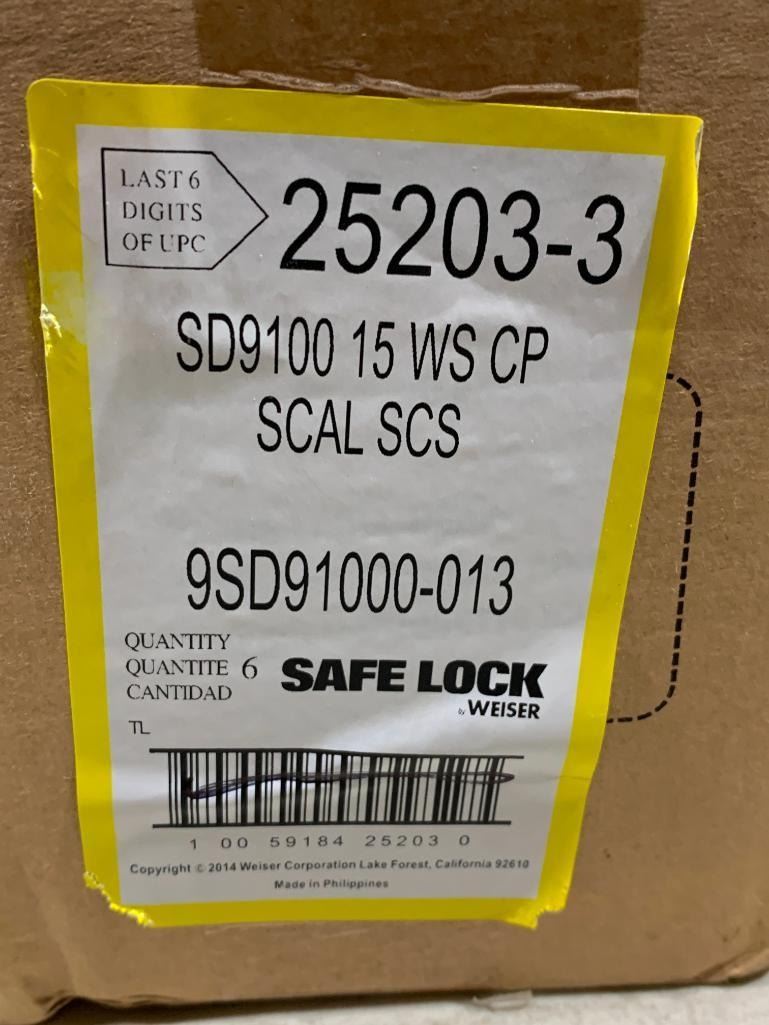 LAST 6
DIGITS
OF UPC
25203-3
SD9100 15 WS CP
SCAL SCS
9SD91000-013
QUANTITY
QUANTITE 6
CANTIDAD
SAFE LOCK
by WEISER
TL
1 00 59184 25203 0
Copyright © 2014 Weiser Corporation Lake Forest, California 92610
Made in Philippines